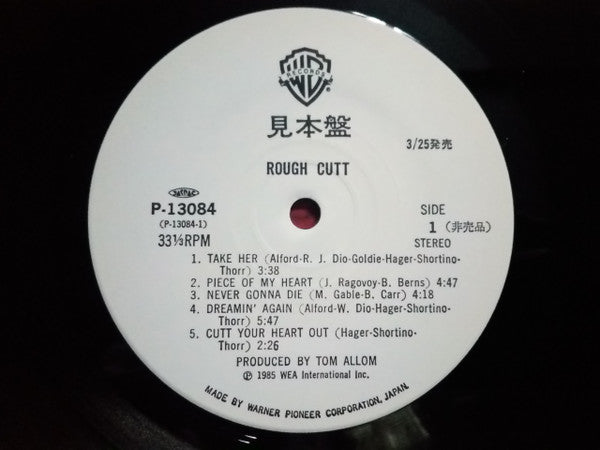 RECORDS
見本盤
3/25発売
ROUGH CUTT
JASRAC
P-13084
(P-13084-1)
33⅓RPM
SIDE
1 (非売品)
STEREO
1. TAKE HER (Alford-R. J. Dio-Goldie-Hager-Shortino-
Thorr) 3:38
2. PIECE OF MY HEART (J. Ragovoy-B. Berns) 4:47
3. NEVER GONNA DIE (M. Gable-B. Carr) 4:18
4. DREAMIN' AGAIN (Alford-W. Dio-Hager-Shortino-
Thorr) 5:47
5. CUTT YOUR HEART OUT (Hager-Shortino-
Thorr) 2:26
PRODUCED BY TOM ALLOM
℗ 1985 WEA International Inc.
MADE BY WARNER PIONEER CORPORATION, JAPAN.